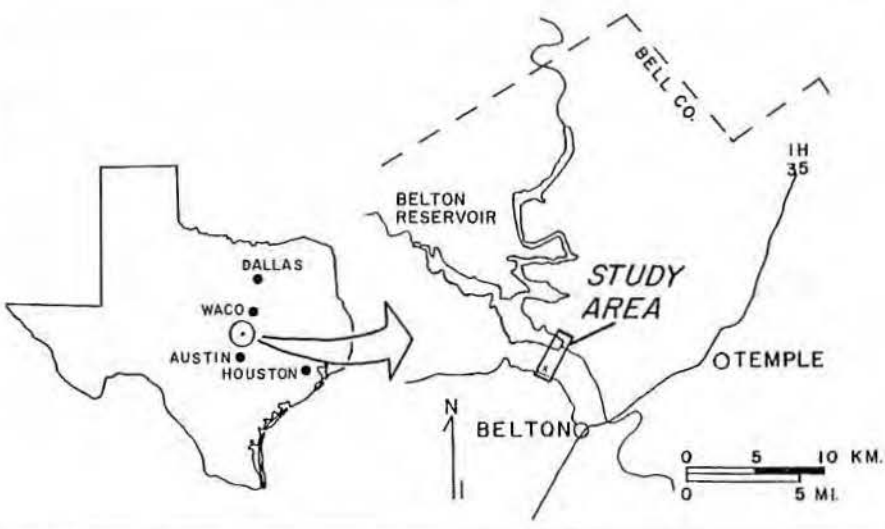 DALLAS
WACO
AUSTIN
HOUSTON
BELL CO.
IH
35
BELTON
RESERVOIR
STUDY
AREA
TEMPLE
N
BELTON
0 5 10 KM.
0 5 MI.
x